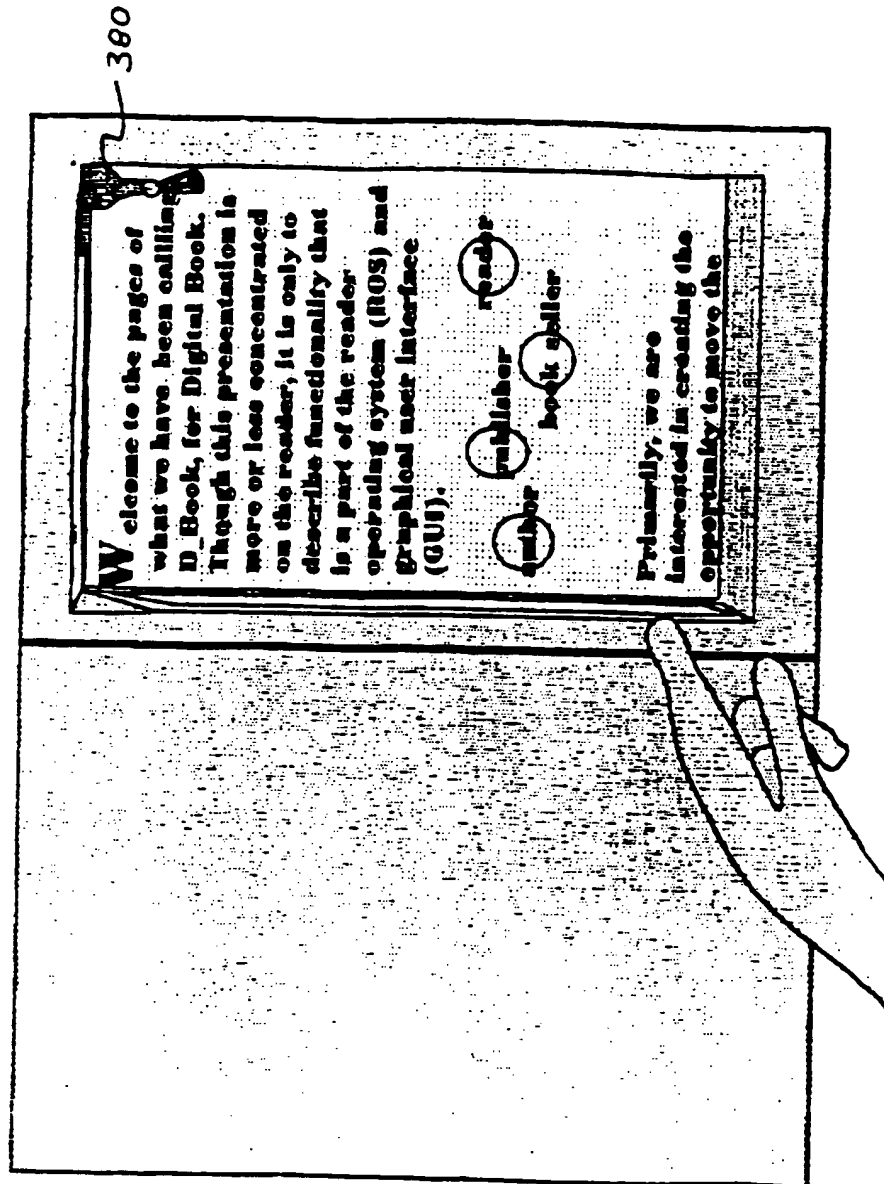 380
Welcome to the pages of
what we have been callling
D_Book, for Digital Book.
Though this presentation is
more or less concentrated
on the reader, it is only to
describe functionality that
is a part of the reader
operating system (ROS) and
graphical user interface
(GUI).
author publisher book seller reader
Primarily, we are
interested in creating the
opportunity to move the